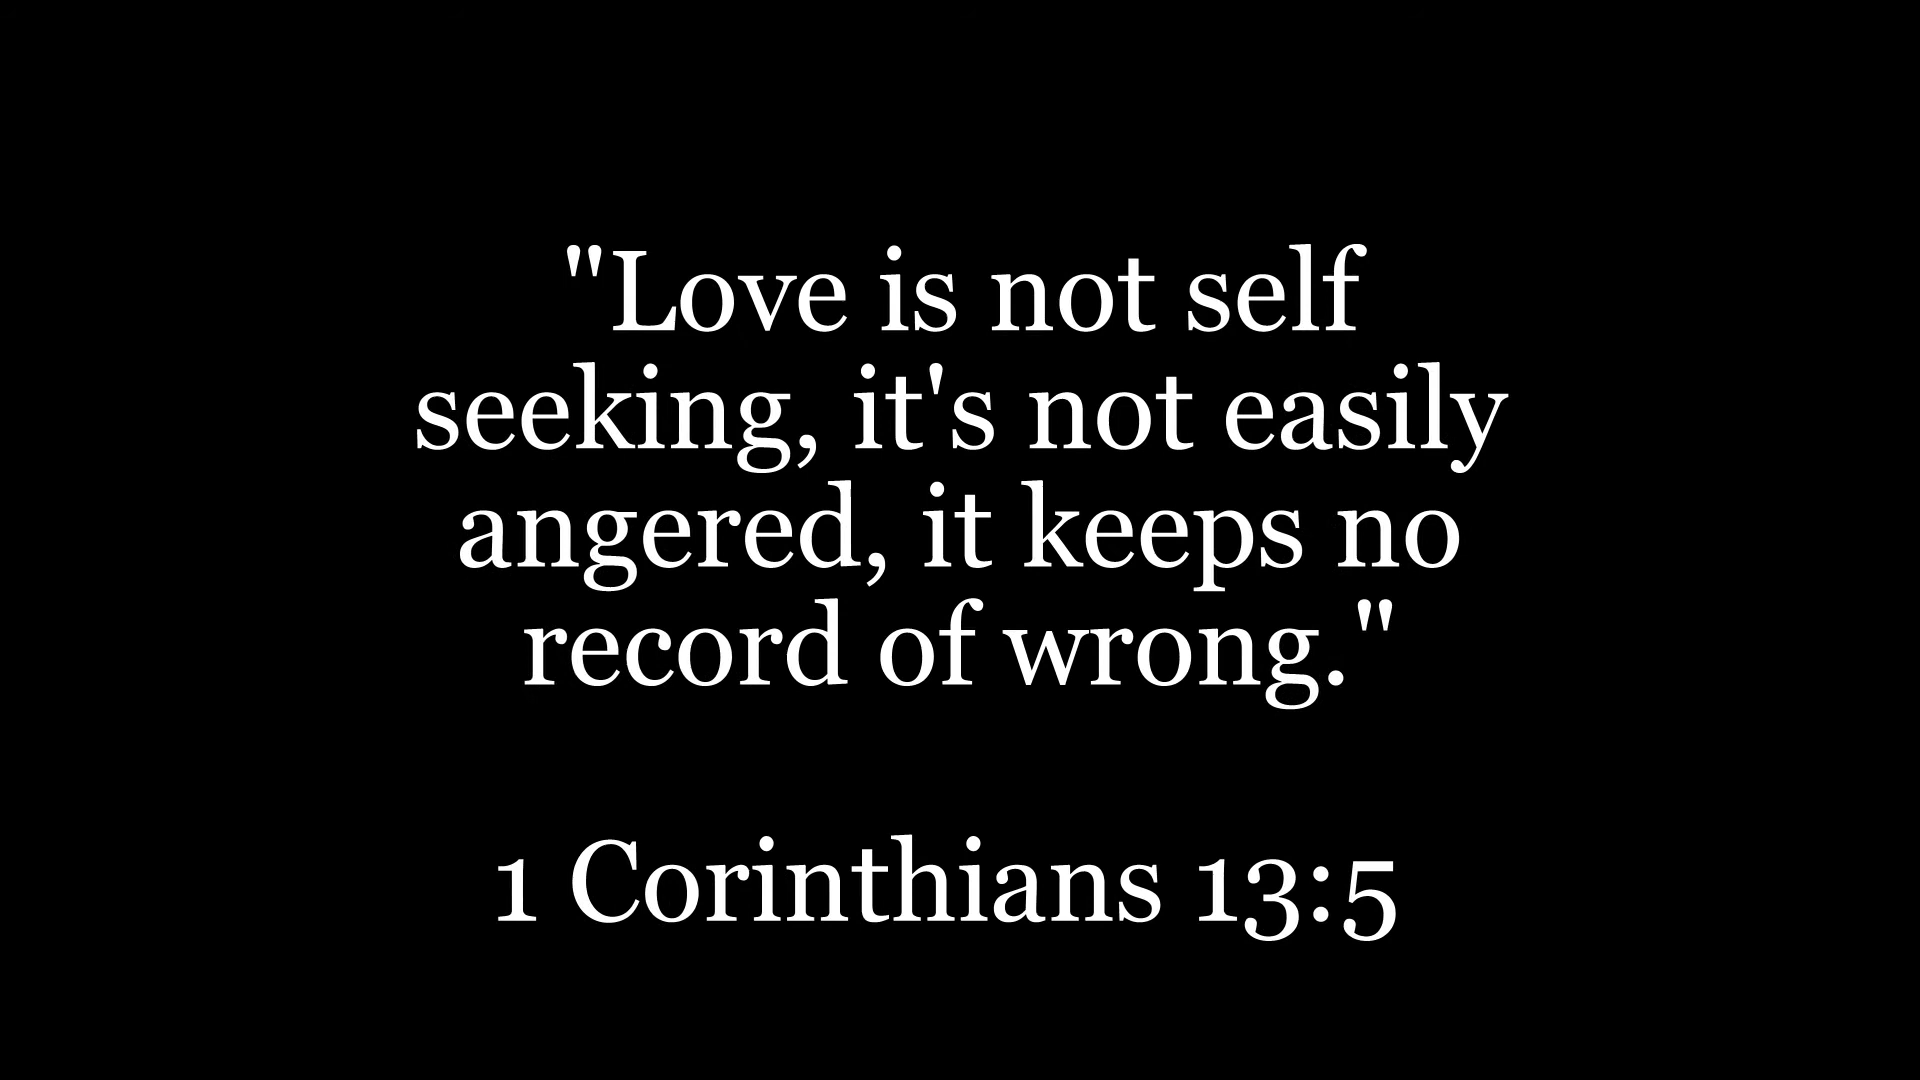 "Love is not self
seeking, it's not easily
angered, it keeps no
record of wrong."
1 Corinthians 13:5